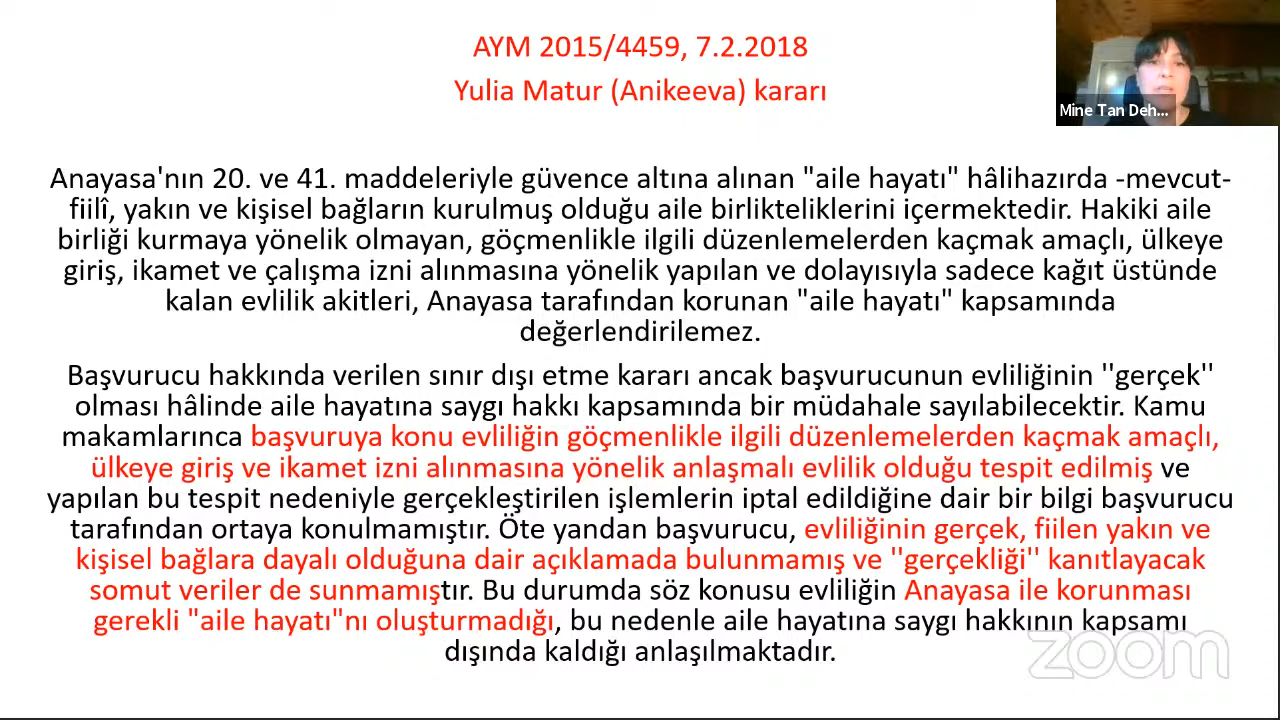 AYM 2015/4459, 7.2.2018
Yulia Matur (Anikeeva) kararı
Mine Tan Deh...
Anayasa'nın 20. ve 41. maddeleriyle güvence altına alınan "aile hayatı" hâlihazırda -mevcut-
fiilî, yakın ve kişisel bağların kurulmuş olduğu aile birlikteliklerini içermektedir. Hakiki aile
birliği kurmaya yönelik olmayan, göçmenlikle ilgili düzenlemelerden kaçmak amaçlı, ülkeye
giriş, ikamet ve çalışma izni alınmasına yönelik yapılan ve dolayısıyla sadece kağıt üstünde
kalan evlilik akitleri, Anayasa tarafından korunan "aile hayatı" kapsamında
değerlendirilemez.
Başvurucu hakkında verilen sınır dışı etme kararı ancak başvurucunun evliliğinin ''gerçek''
olması hâlinde aile hayatına saygı hakkı kapsamında bir müdahale sayılabilecektir. Kamu
makamlarınca başvuruya konu evliliğin göçmenlikle ilgili düzenlemelerden kaçmak amaçlı,
ülkeye giriş ve ikamet izni alınmasına yönelik anlaşmalı evlilik olduğu tespit edilmiş ve
yapılan bu tespit nedeniyle gerçekleştirilen işlemlerin iptal edildiğine dair bir bilgi başvurucu
tarafından ortaya konulmamıştır. Öte yandan başvurucu, evliliğinin gerçek, fiilen yakın ve
kişisel bağlara dayalı olduğuna dair açıklamada bulunmamış ve ''gerçekliği'' kanıtlayacak
somut veriler de sunmamıştır. Bu durumda söz konusu evliliğin Anayasa ile korunması
gerekli "aile hayatı"nı oluşturmadığı, bu nedenle aile hayatına saygı hakkının kapsamı
dışında kaldığı anlaşılmaktadır.
zoom